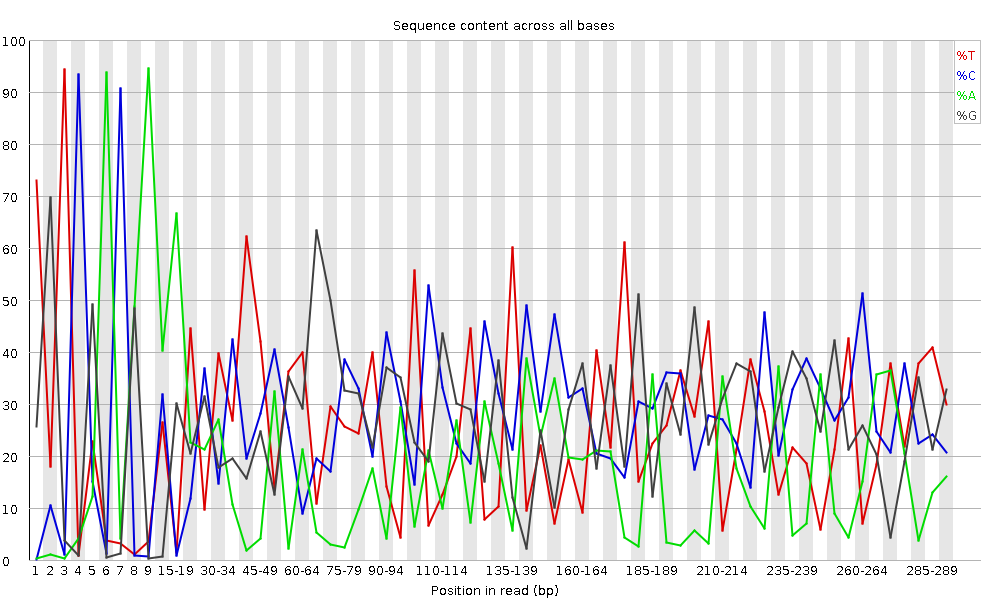 Sequence content across all bases
100
90
80
70
60
50
40
30
20
10
0
%T
%C
%A
%G
1 2 3 4 5 6 7 8 9 15-19 30-34 45-49 60-64 75-79 90-94 110-114 135-139 160-164 185-189 210-214 235-239 260-264 285-289
Position in read (bp)